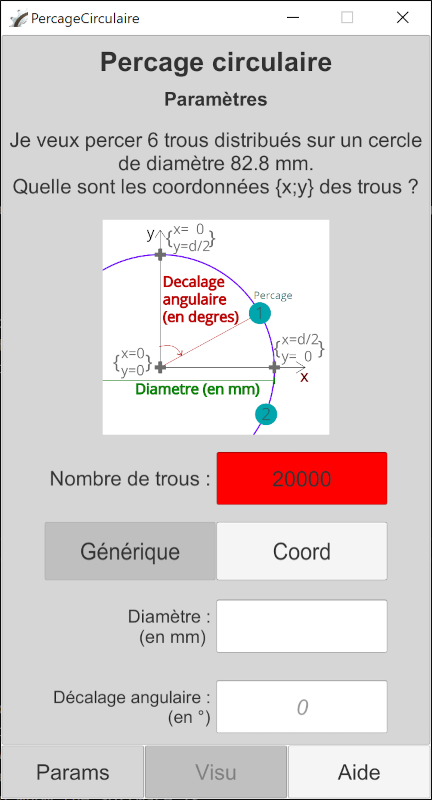 PercageCirculaire
Percage circulaire
Paramètres
Je veux percer 6 trous distribués sur un cercle
de diamètre 82.8 mm.
Quelle sont les coordonnées {x;y} des trous ?
y
{x= 0
y=d/2}
Decalage
angulaire
(en degres)
Percage
1
{x=d/2
y= 0}
{x=0
y=0}
x
Diametre (en mm)
2
Nombre de trous :
20000
Générique
Coord
Diamètre :
(en mm)
Décalage angulaire :
(en °)
0
Params
Visu
Aide